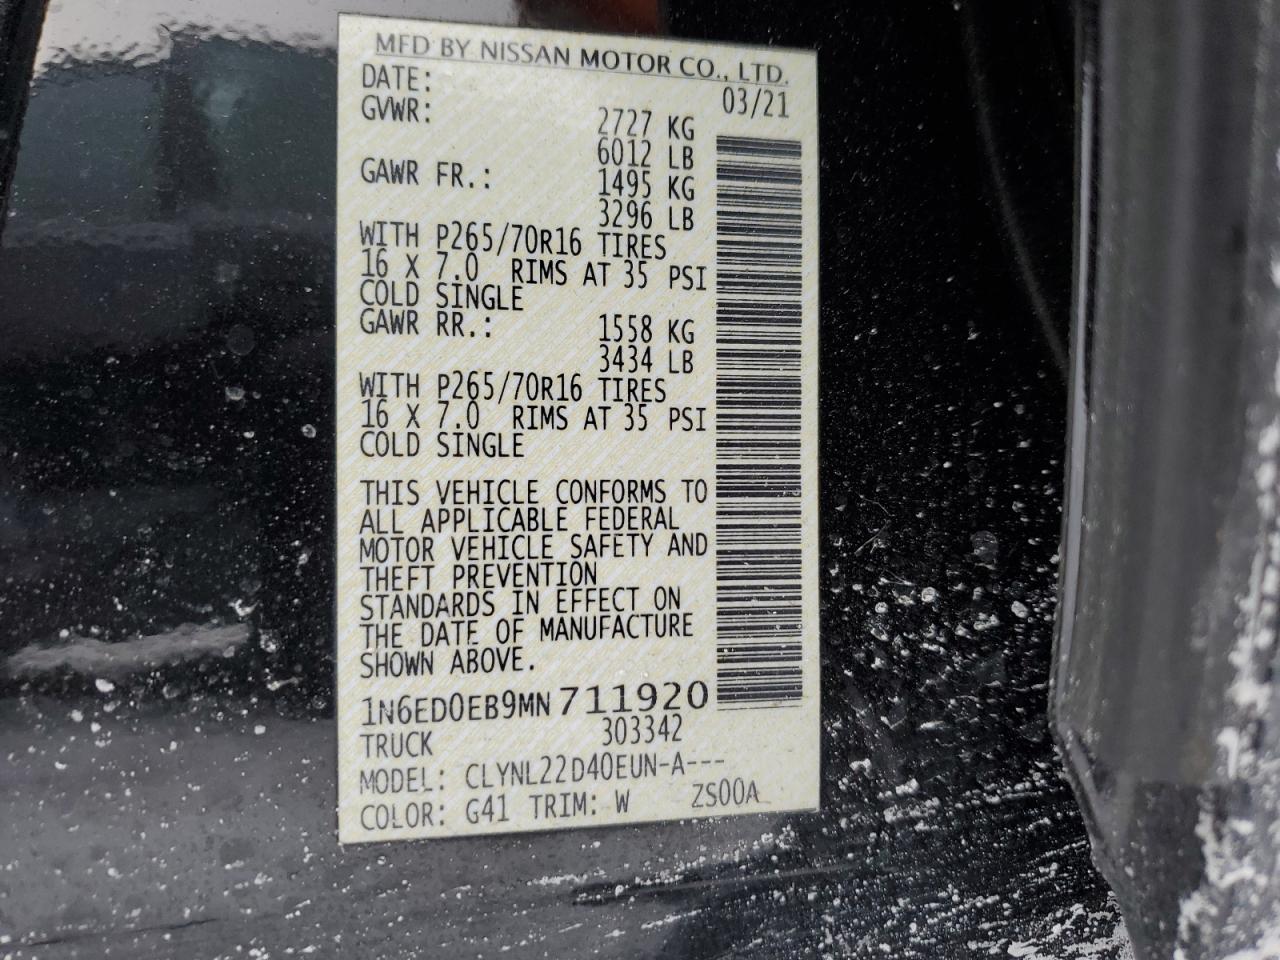 MFD BY NISSAN MOTOR CO., LTD.
DATE: 03/21
GVWR: 2727 KG
6012 LB
GAWR FR.: 1495 KG
3296 LB
WITH P265/70R16 TIRES
16 X 7.0 RIMS AT 35 PSI
COLD SINGLE
GAWR RR.: 1558 KG
3434 LB
WITH P265/70R16 TIRES
16 X 7.0 RIMS AT 35 PSI
COLD SINGLE
THIS VEHICLE CONFORMS TO
ALL APPLICABLE FEDERAL
MOTOR VEHICLE SAFETY AND
THEFT PREVENTION
STANDARDS IN EFFECT ON
THE DATE OF MANUFACTURE
SHOWN ABOVE.
1N6ED0EB9MN711920
TRUCK 303342
MODEL: CLYNL22D40EUN-A---
COLOR: G41 TRIM: W ZS00A